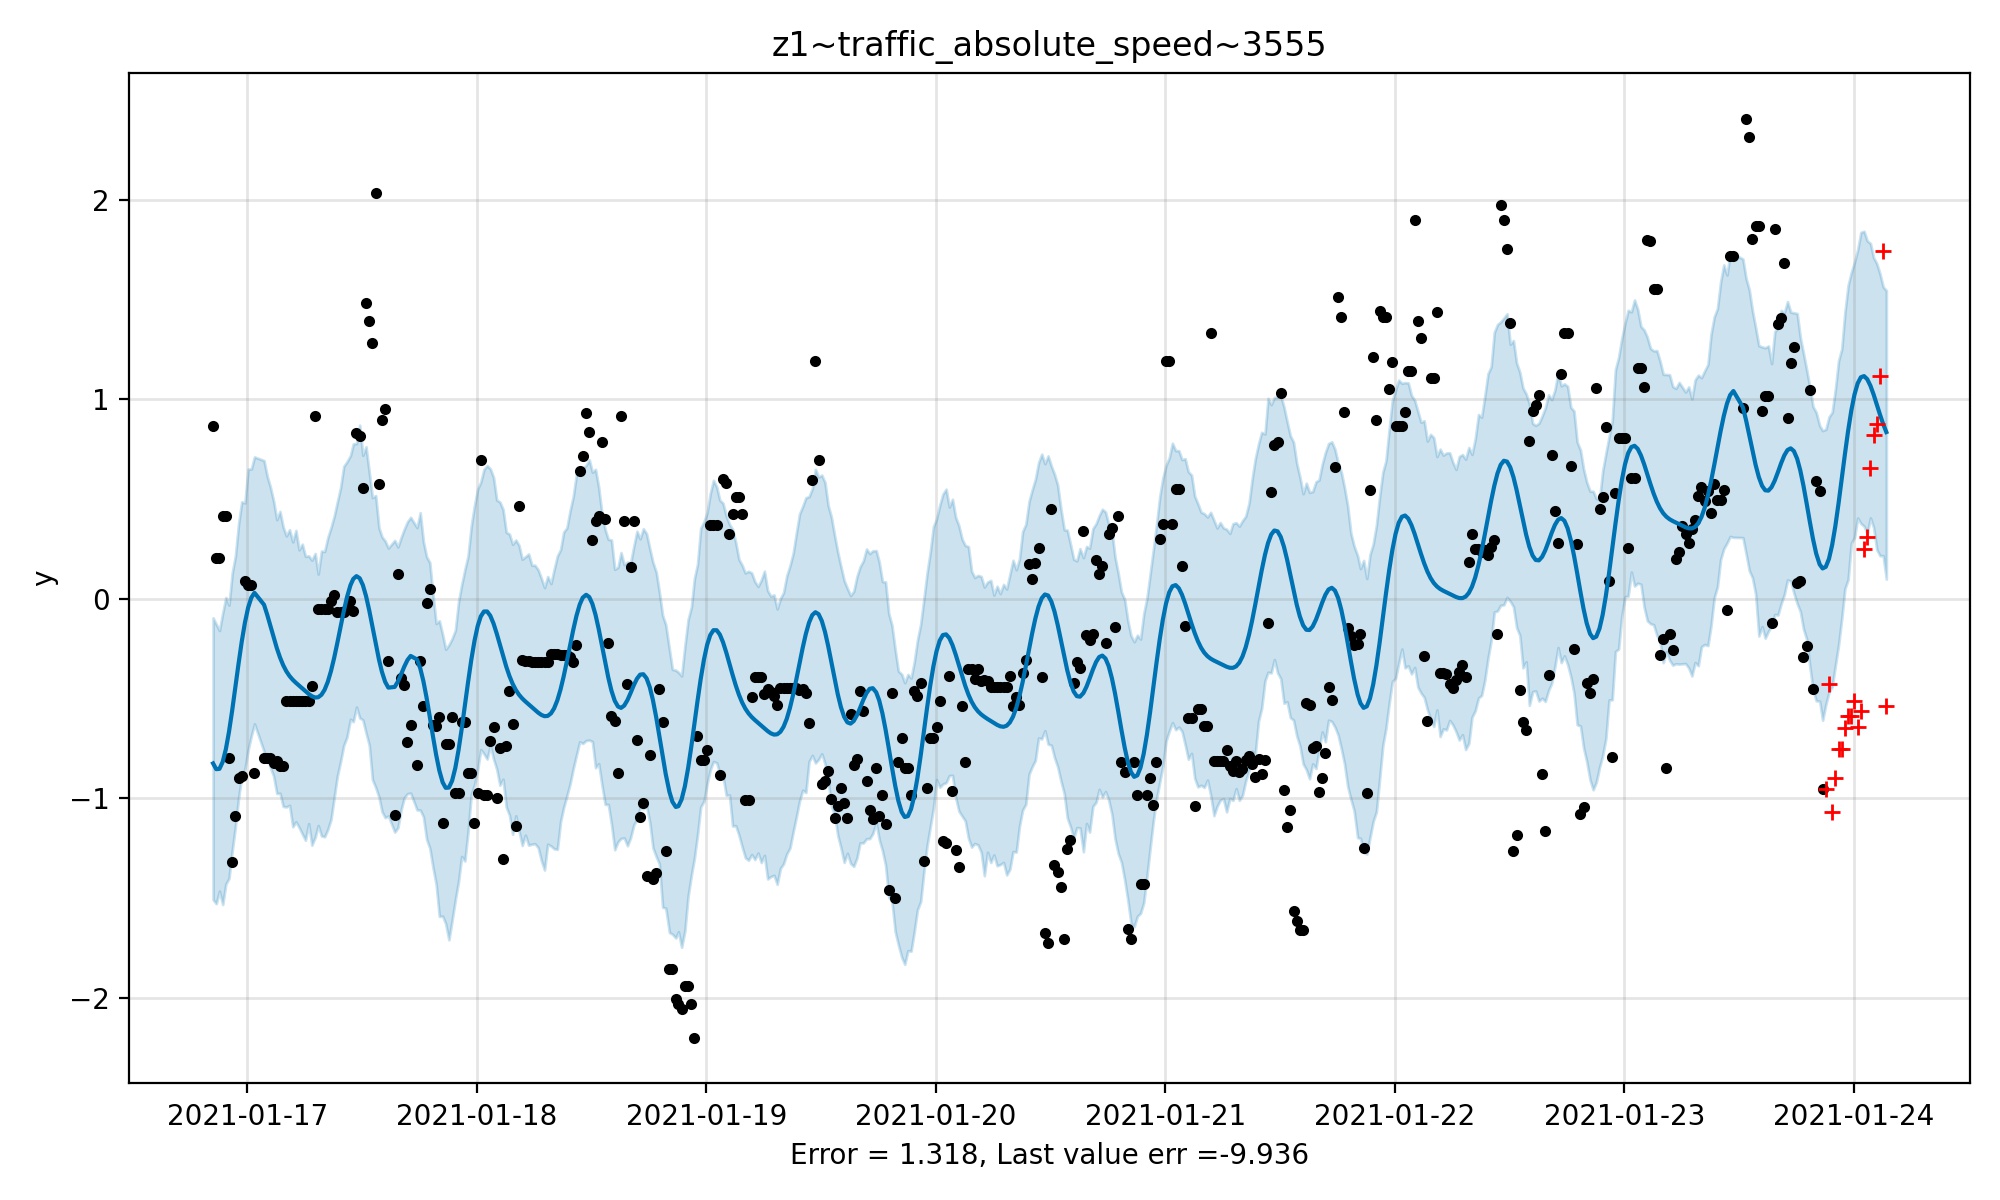 z1~traffic_absolute_speed~3555
y
2
1
0
−1
−2
2021-01-17 2021-01-18 2021-01-19 2021-01-20 2021-01-21 2021-01-22 2021-01-23 2021-01-24
Error = 1.318, Last value err =-9.936